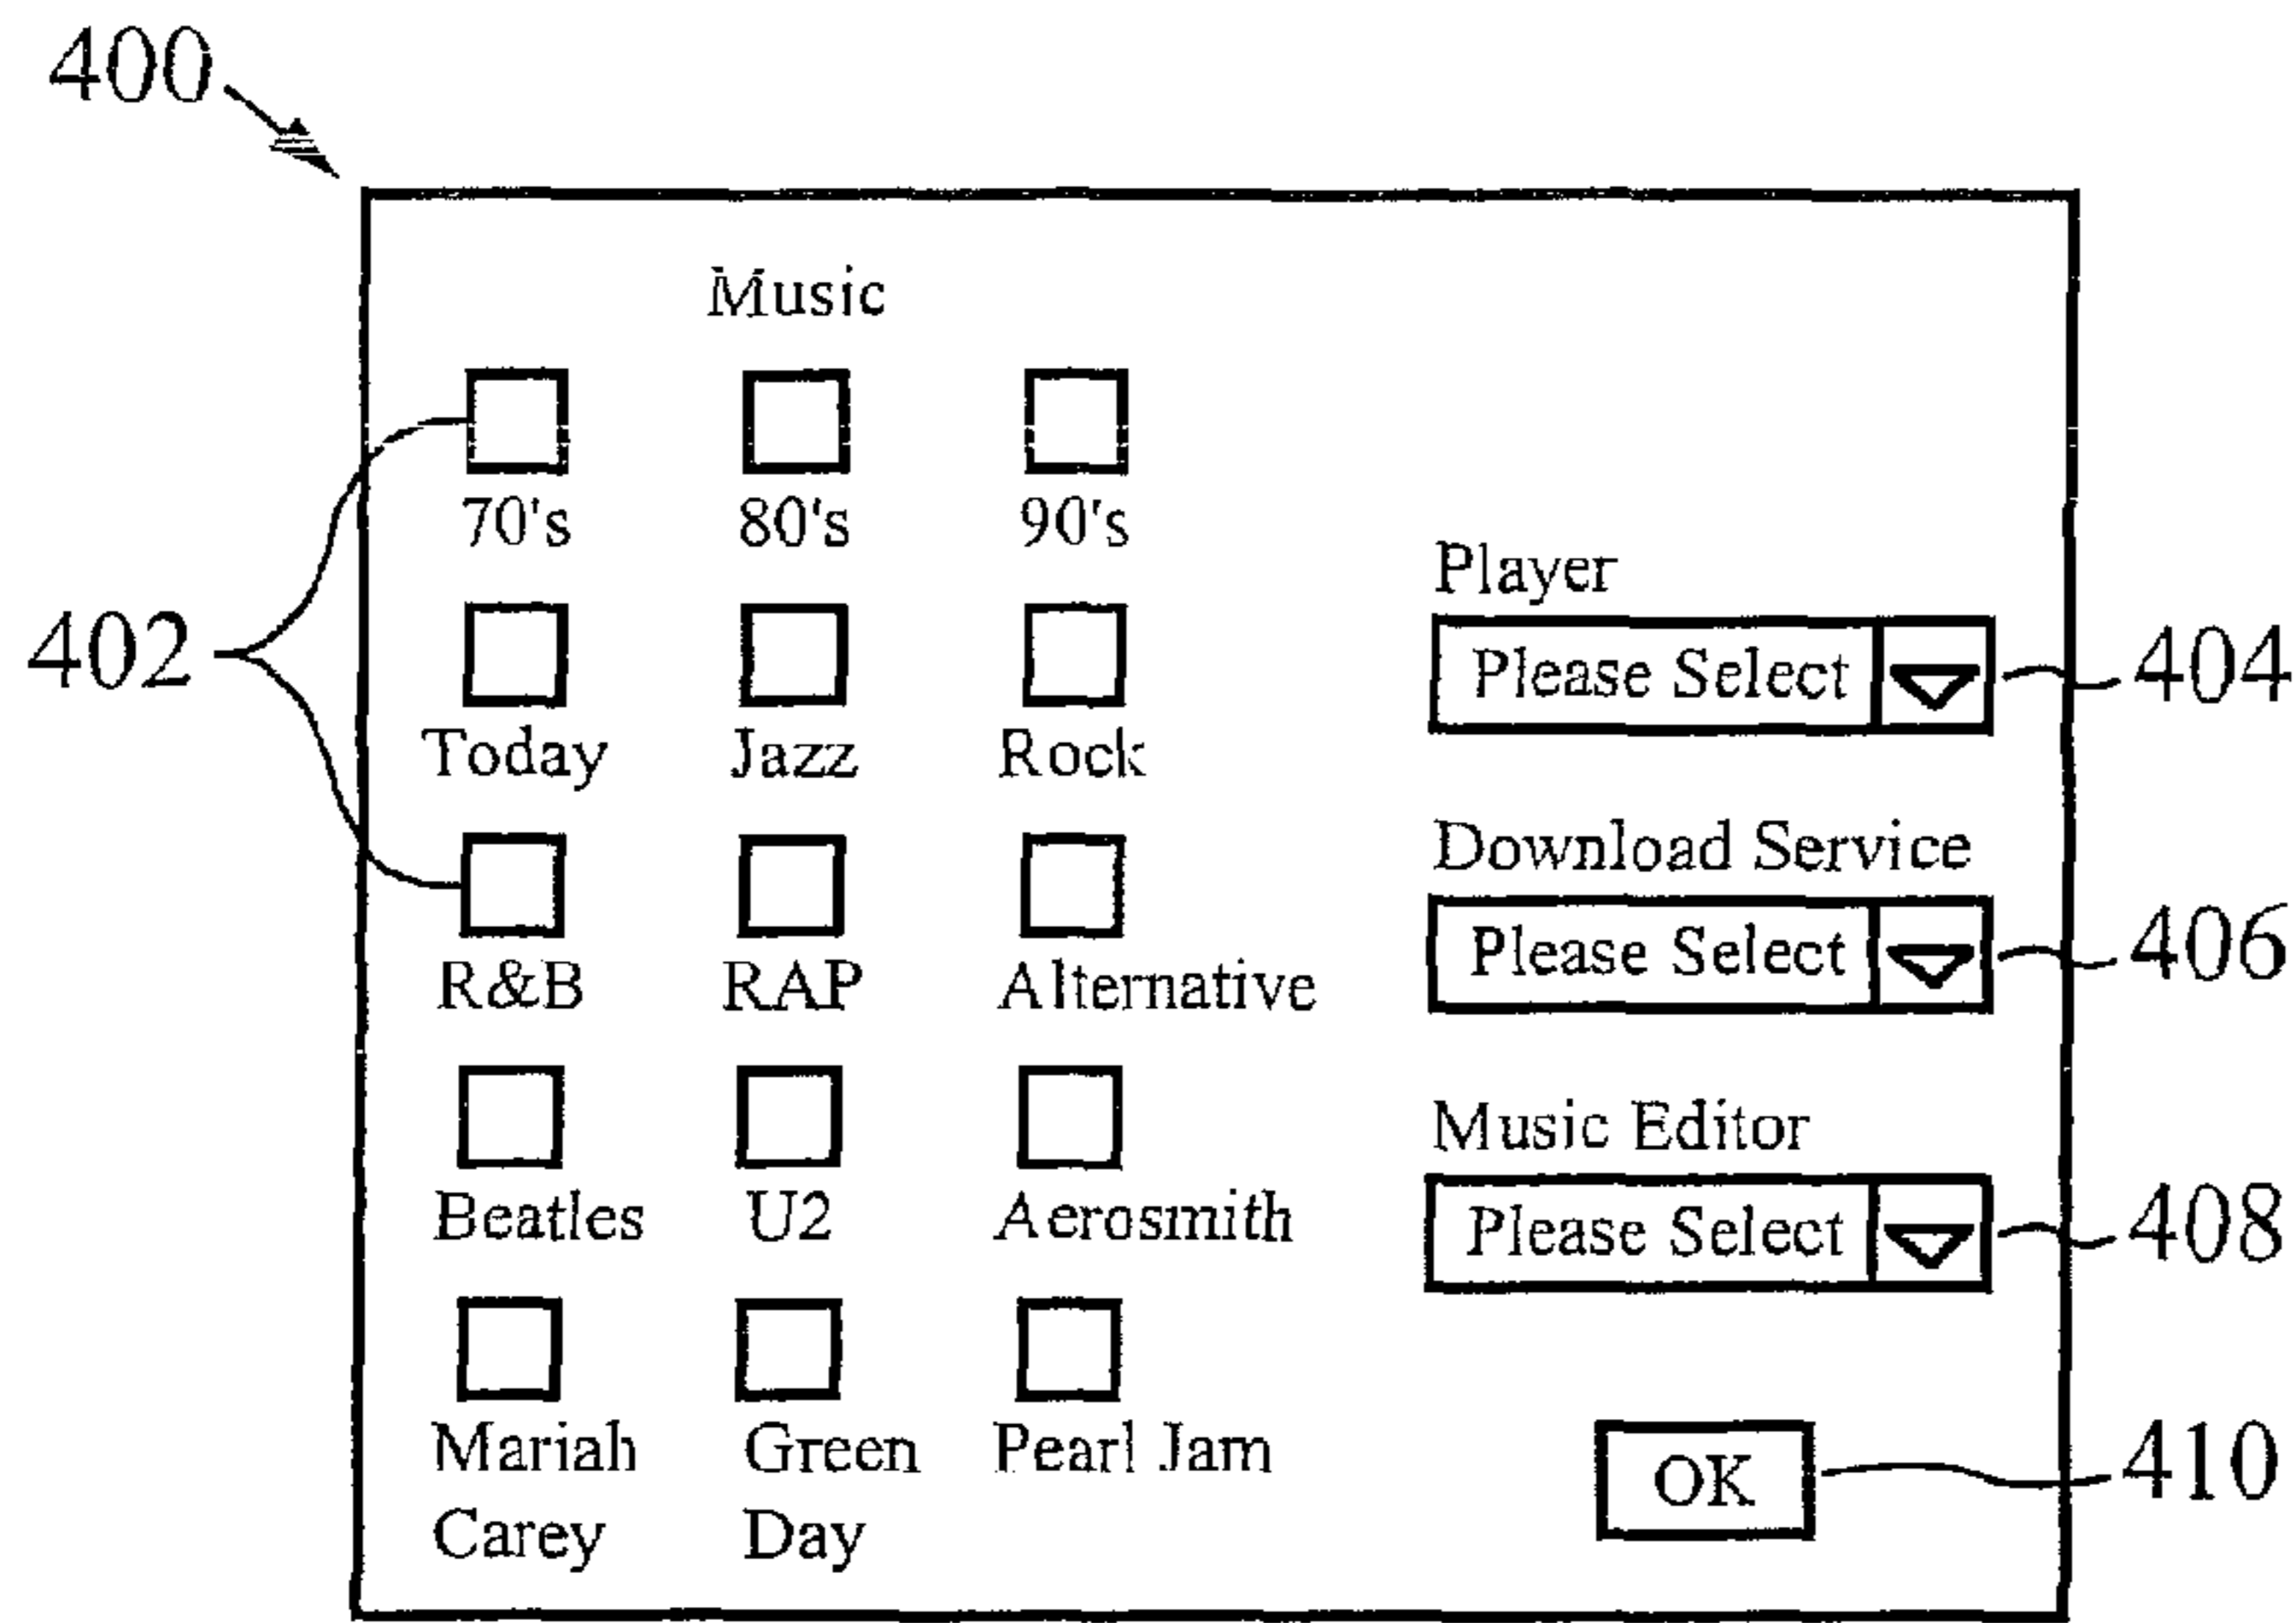 400
Music
70's 80's 90's
402
Today Jazz Rock
R&B RAP Alternative
Beatles U2 Aerosmith
Mariah Carey
Green Day
Pearl Jam
Player
Please Select 404
Download Service
Please Select 406
Music Editor
Please Select 408
OK 410